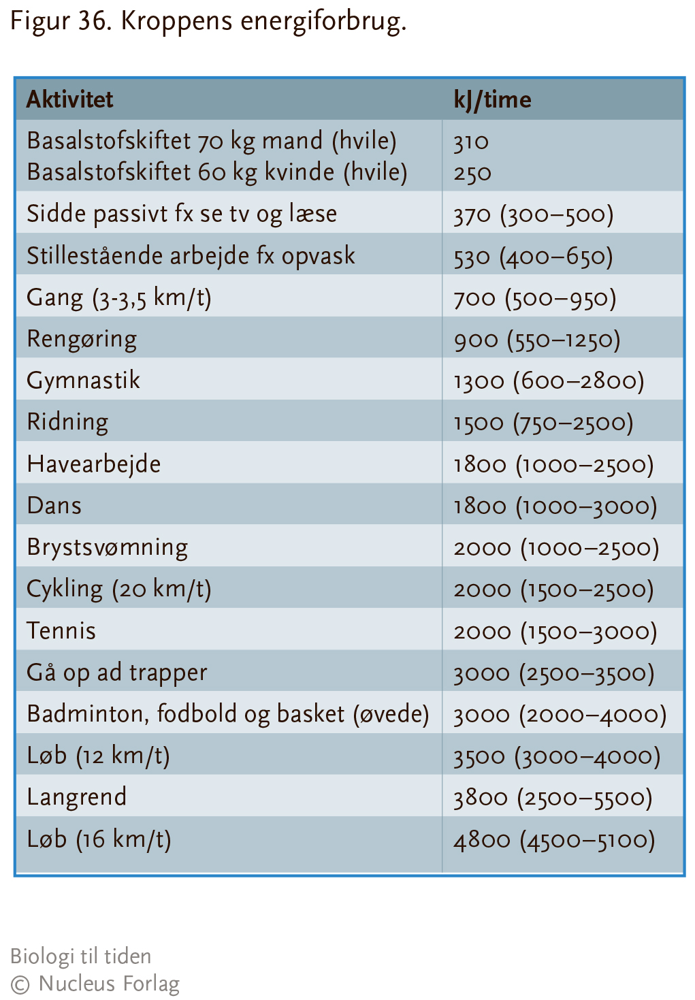 Figur 36. Kroppens energiforbrug.
Aktivitet kJ/time
Basalstofskiftet 70 kg mand (hvile) 310
Basalstofskiftet 60 kg kvinde (hvile) 250
Sidde passivt fx se tv og læse 370 (300–500)
Stillestående arbejde fx opvask 530 (400–650)
Gang (3-3,5 km/t) 700 (500–950)
Rengøring 900 (550–1250)
Gymnastik 1300 (600–2800)
Ridning 1500 (750–2500)
Havearbejde 1800 (1000–2500)
Dans 1800 (1000–3000)
Brystsvømning 2000 (1000–2500)
Cykling (20 km/t) 2000 (1500–2500)
Tennis 2000 (1500–3000)
Gå op ad trapper 3000 (2500–3500)
Badminton, fodbold og basket (øvede) 3000 (2000–4000)
Løb (12 km/t) 3500 (3000–4000)
Langrend 3800 (2500–5500)
Løb (16 km/t) 4800 (4500–5100)
Biologi til tiden
© Nucleus Forlag